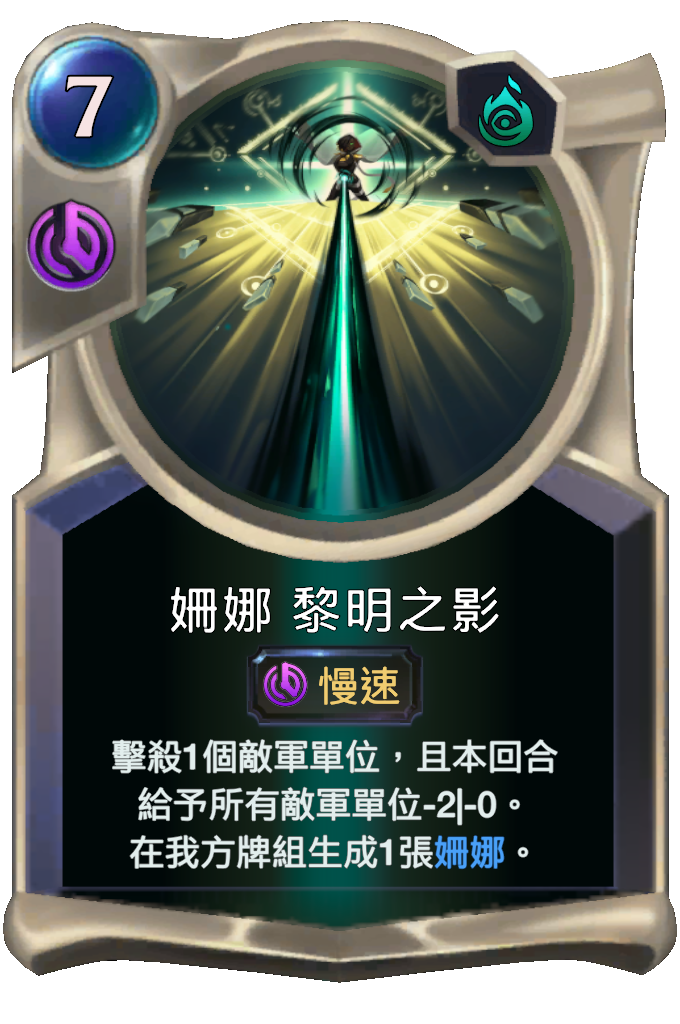 7
姍娜 黎明之影
慢速
擊殺1個敵軍單位，且本回合
給予所有敵軍單位-2|-0。
在我方牌組生成1張姍娜。